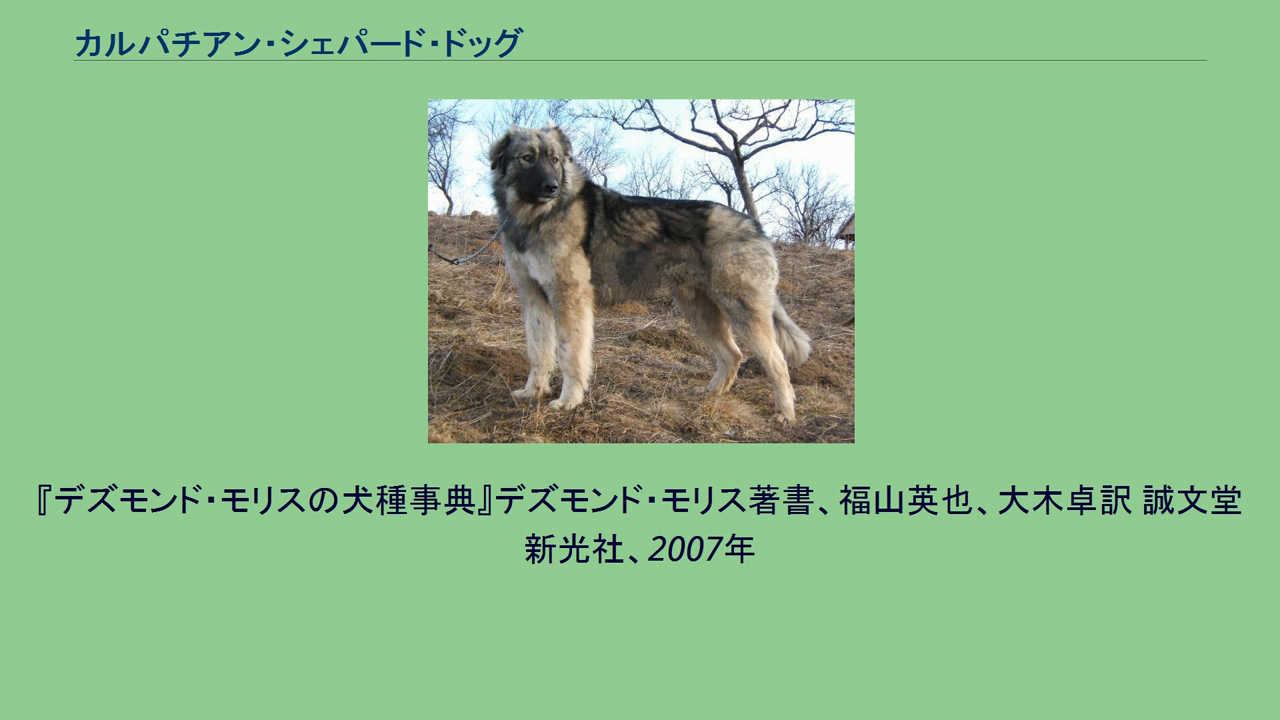 カルパチアン・シェパード・ドッグ
『デズモンド・モリスの犬種事典』デズモンド・モリス著書、福山英也、大木卓訳 誠文堂
新光社、2007年